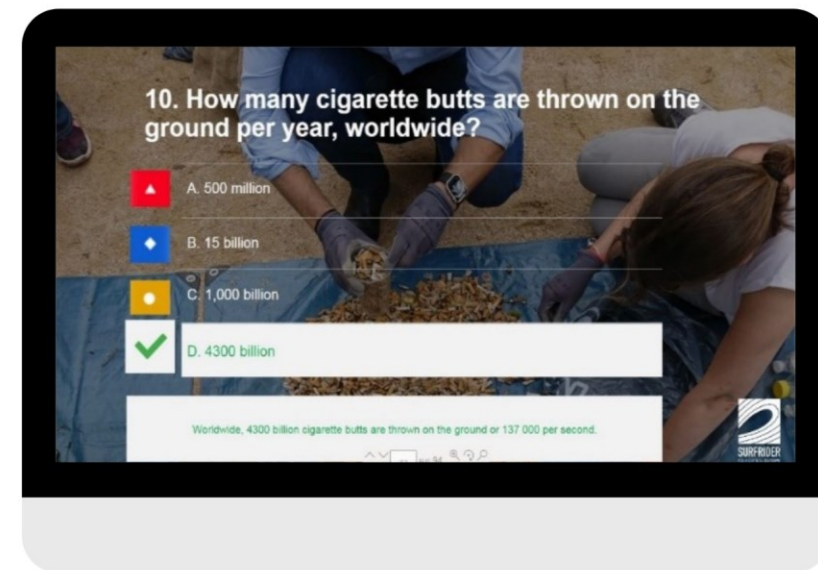 10. How many cigarette butts are thrown on the
ground per year, worldwide?
A. 500 million
B. 15 billion
C. 1,000 billion
D. 4300 billion
Worldwide, 4300 billion cigarette butts are thrown on the ground or 137 000 per second.
SURFRIDER